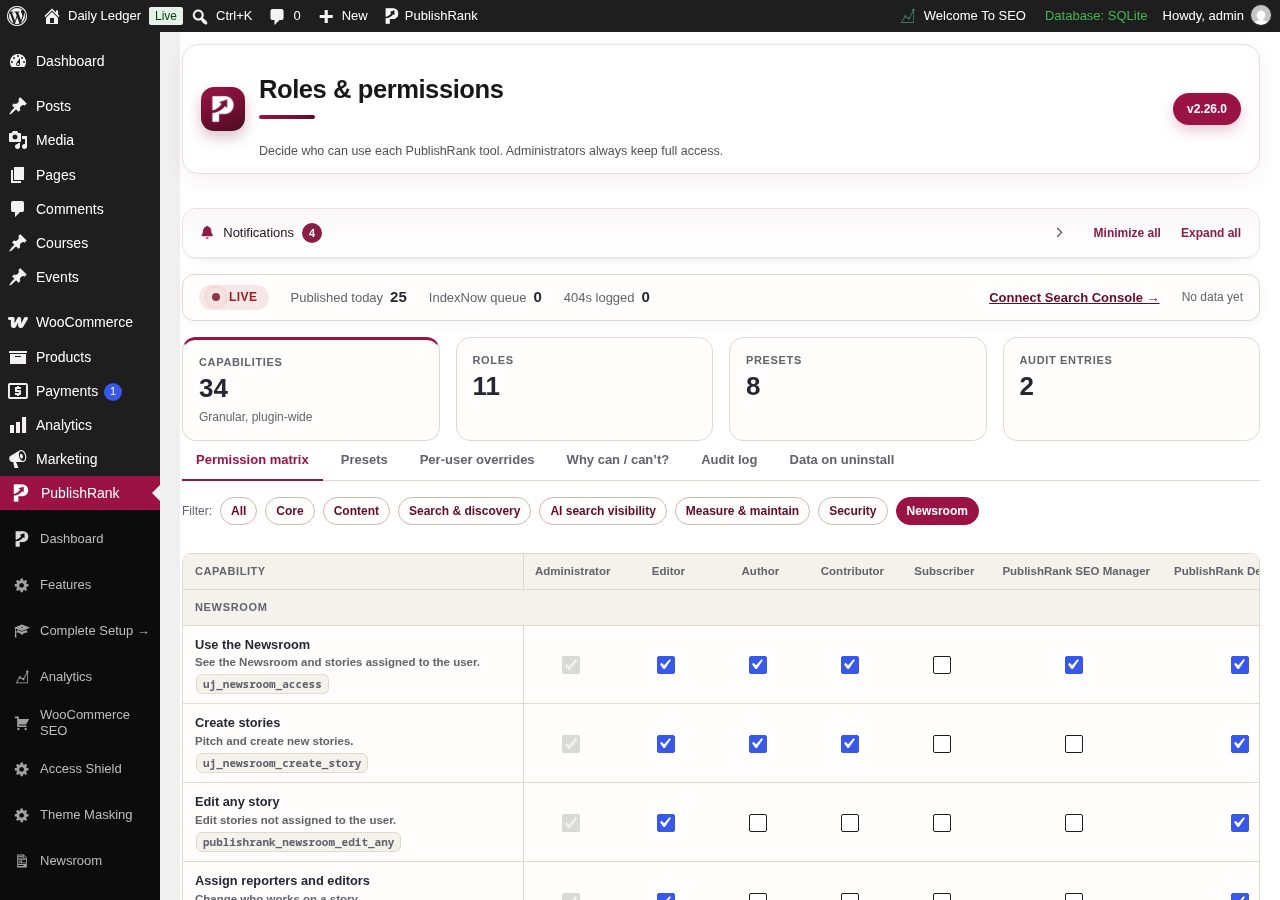 Daily Ledger Live Ctrl+K 0 New PublishRank Welcome To SEO Database: SQLite Howdy, admin
Dashboard
Posts
Media
Pages
Comments
Courses
Events
WooCommerce
Products
Payments 1
Analytics
Marketing
PublishRank
Dashboard
Features
Complete Setup →
Analytics
WooCommerce
SEO
Access Shield
Theme Masking
Newsroom
Roles & permissions
Decide who can use each PublishRank tool. Administrators always keep full access.
v2.26.0
Notifications 4
Minimize all Expand all
LIVE Published today 25 IndexNow queue 0 404s logged 0 Connect Search Console → No data yet
CAPABILITIES
34
Granular, plugin-wide
ROLES
11
PRESETS
8
AUDIT ENTRIES
2
Permission matrix Presets Per-user overrides Why can / can’t? Audit log Data on uninstall
Filter: All Core Content Search & discovery AI search visibility Measure & maintain Security Newsroom
CAPABILITY Administrator Editor Author Contributor Subscriber PublishRank SEO Manager PublishRank De
NEWSROOM
Use the Newsroom
See the Newsroom and stories assigned to the user.
uj_newsroom_access
Create stories
Pitch and create new stories.
uj_newsroom_create_story
Edit any story
Edit stories not assigned to the user.
publishrank_newsroom_edit_any
Assign reporters and editors
Change who works on a story.